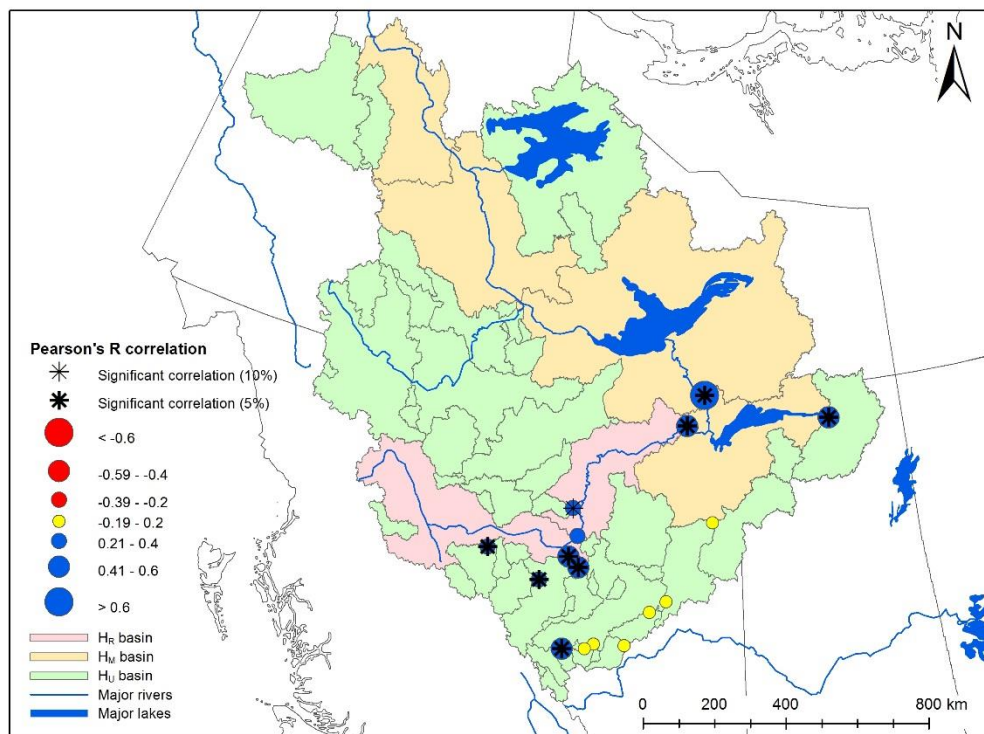 N
Pearson's R correlation
Significant correlation (10%)
Significant correlation (5%)
< -0.6
-0.59 - -0.4
-0.39 - -0.2
-0.19 - 0.2
0.21 - 0.4
0.41 - 0.6
> 0.6
HR basin
HM basin
HU basin
Major rivers
Major lakes
0 200 400 800 km